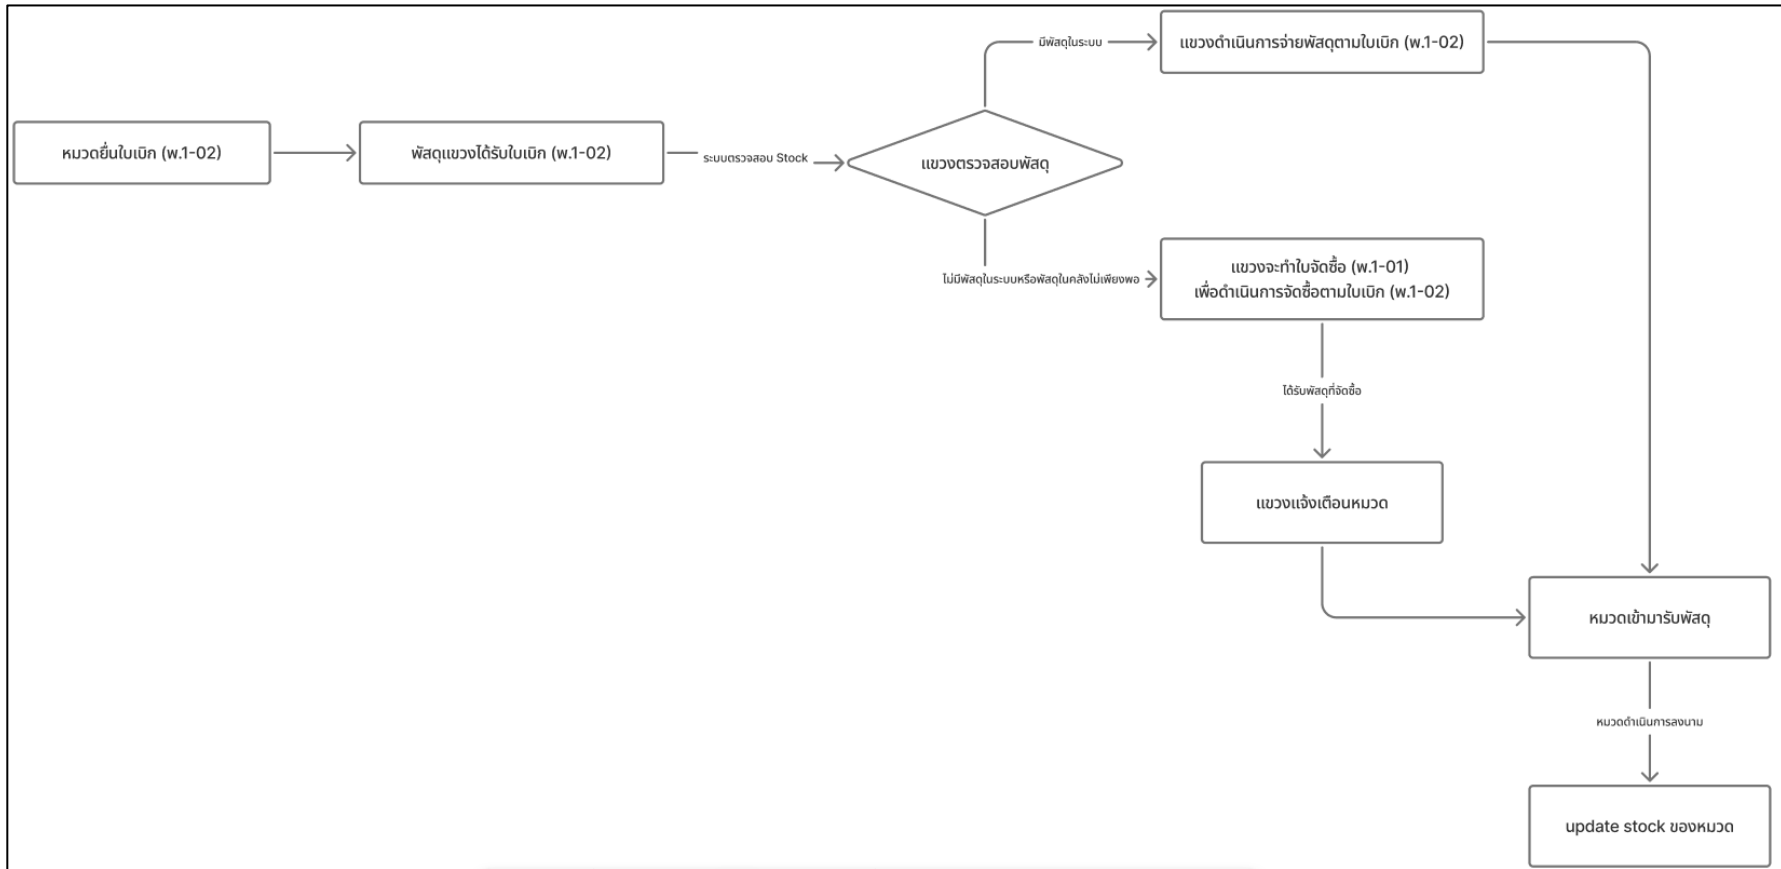 หมวดยื่นใบเบิก (พ.1-02)
พัสดุแขวงได้รับใบเบิก (พ.1-02)
ระบบตรวจสอบ Stock
แขวงตรวจสอบพัสดุ
มีพัสดุในระบบ
แขวงดำเนินการจ่ายพัสดุตามใบเบิก (พ.1-02)
ไม่มีพัสดุในระบบหรือพัสดุในคลังไม่เพียงพอ
แขวงจะทำใบจัดซื้อ (พ.1-01)
เพื่อดำเนินการจัดซื้อตามใบเบิก (พ.1-02)
ได้รับพัสดุที่จัดซื้อ
แขวงแจ้งเตือนหมวด
หมวดเข้ามารับพัสดุ
หมวดดำเนินการลงนาม
update stock ของหมวด